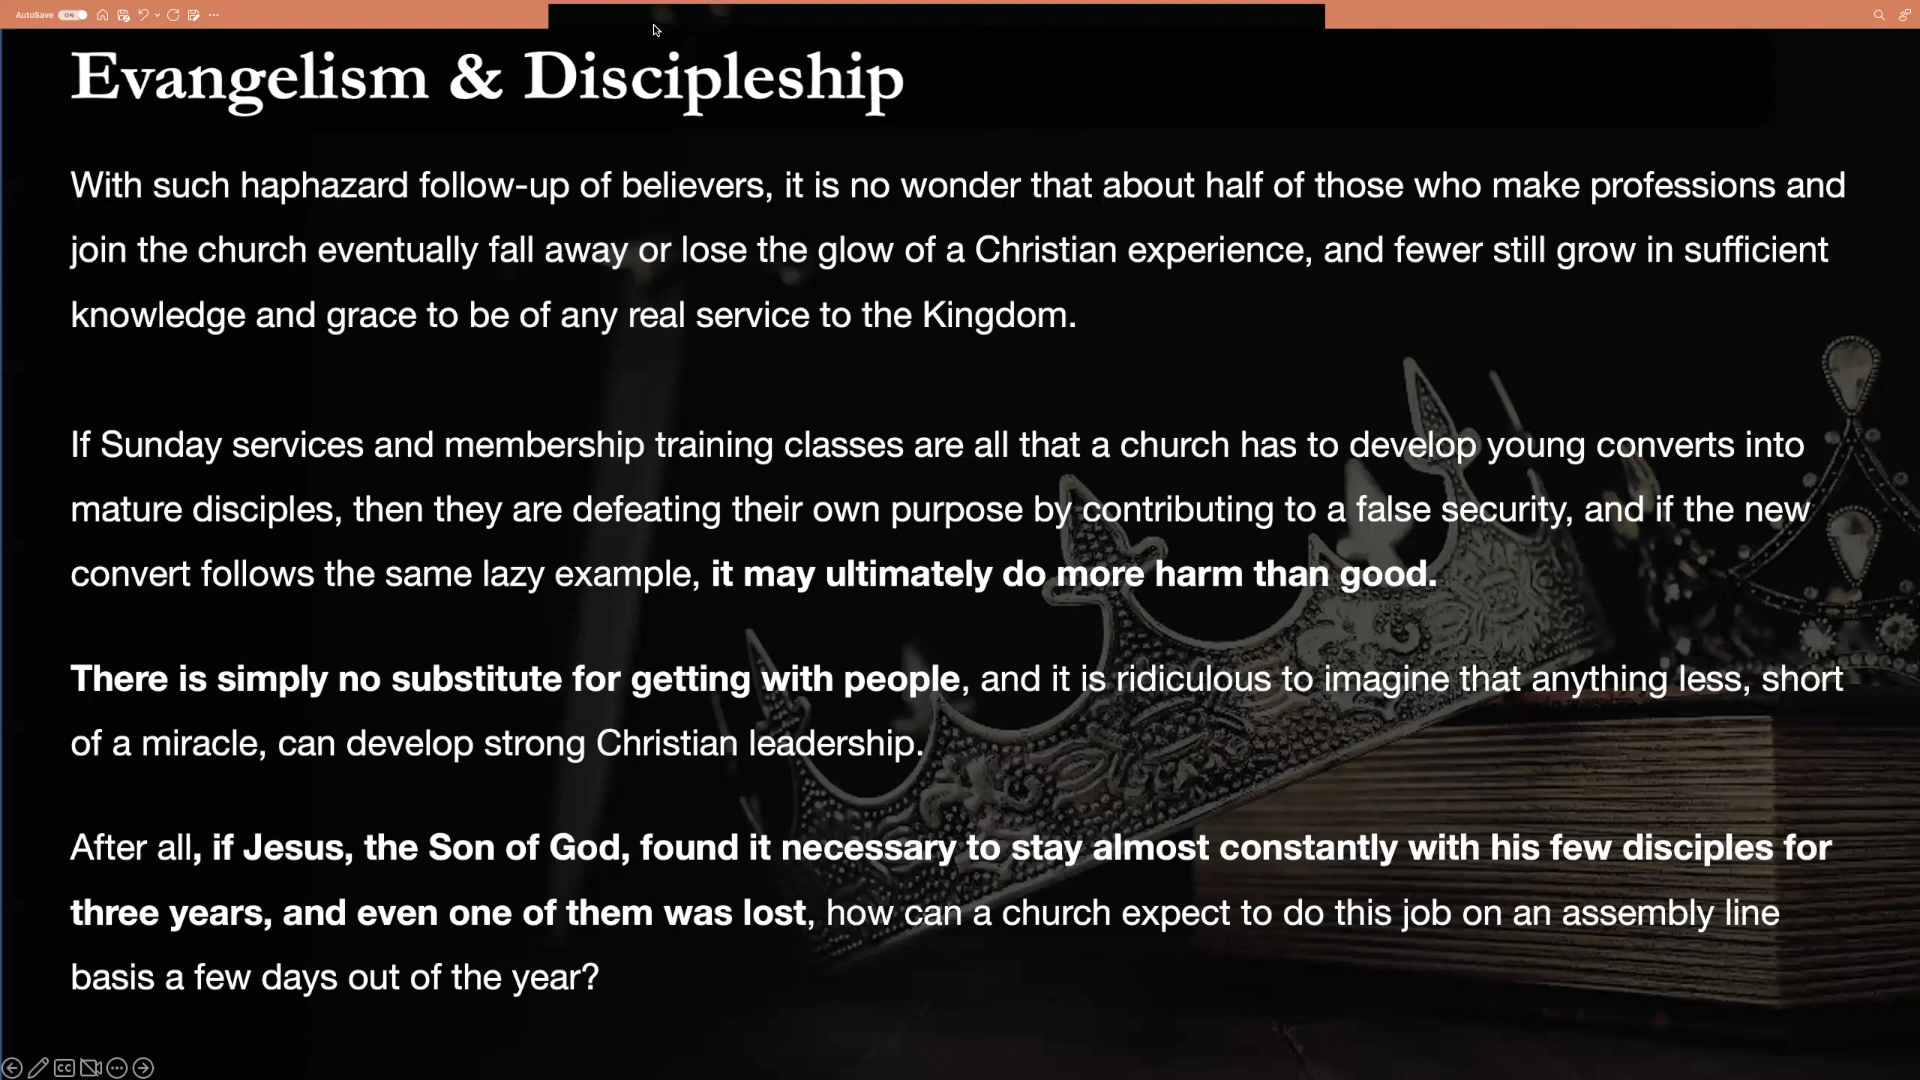 AutoSave ON
Evangelism & Discipleship
With such haphazard follow-up of believers, it is no wonder that about half of those who make professions and
join the church eventually fall away or lose the glow of a Christian experience, and fewer still grow in sufficient
knowledge and grace to be of any real service to the Kingdom.
If Sunday services and membership training classes are all that a church has to develop young converts into
mature disciples, then they are defeating their own purpose by contributing to a false security, and if the new
convert follows the same lazy example, it may ultimately do more harm than good.
There is simply no substitute for getting with people, and it is ridiculous to imagine that anything less, short
of a miracle, can develop strong Christian leadership.
After all, if Jesus, the Son of God, found it necessary to stay almost constantly with his few disciples for
three years, and even one of them was lost, how can a church expect to do this job on an assembly line
basis a few days out of the year?
CC